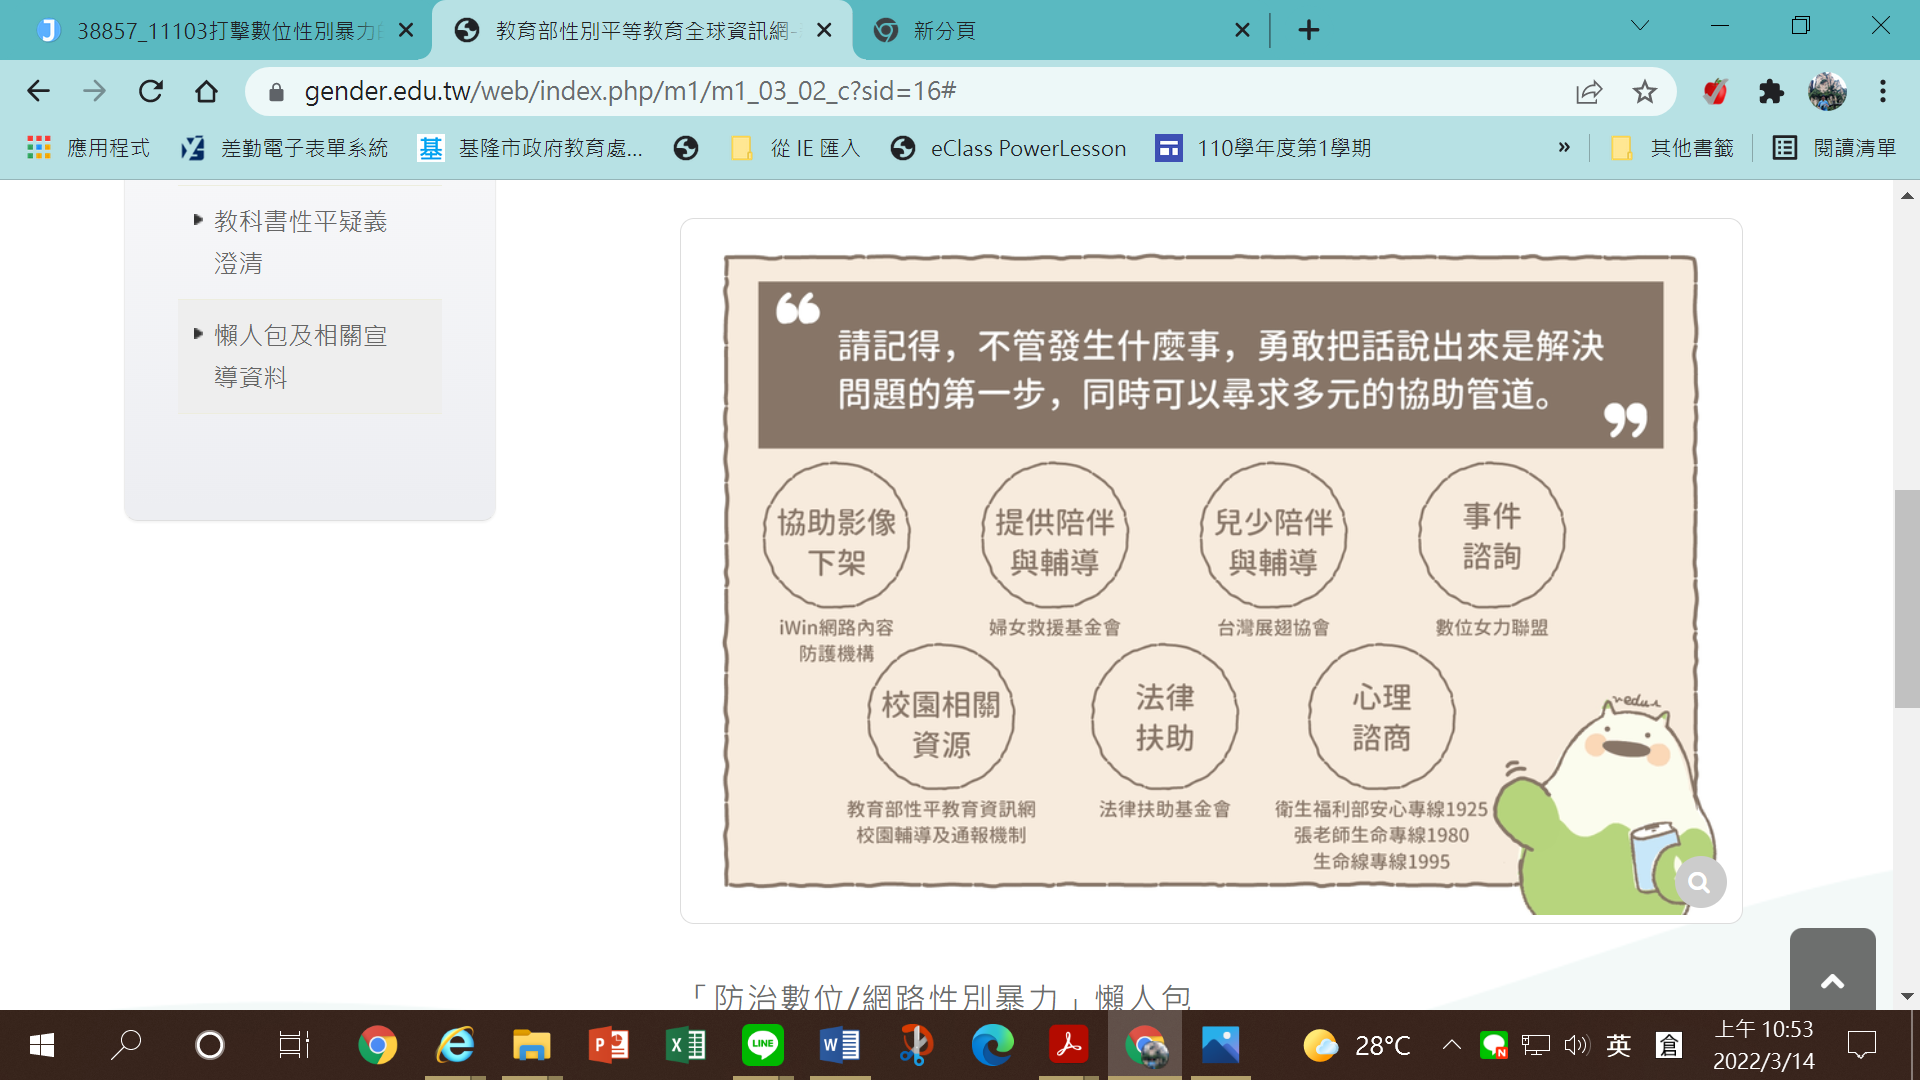 38857_11103打擊數位性別暴力
教育部性別平等教育全球資訊網-
新分頁
gender.edu.tw/web/index.php/m1/m1_03_02_c?sid=16#
應用程式
差勤電子表單系統
基 基隆市政府教育處...
從 IE 匯入
eClass PowerLesson
110學年度第1學期
»
其他書籤
閱讀清單
教科書性平疑義
澄清
懶人包及相關宣
導資料
請記得，不管發生什麼事，勇敢把話說出來是解決
問題的第一步，同時可以尋求多元的協助管道。
協助影像
下架
iWin網路內容
防護機構
提供陪伴
與輔導
婦女救援基金會
兒少陪伴
與輔導
台灣展翅協會
事件
諮詢
數位女力聯盟
校園相關
資源
教育部性平教育資訊網
校園輔導及通報機制
法律
扶助
法律扶助基金會
心理
諮商
衛生福利部安心專線1925
張老師生命專線1980
生命線專線1995
「防治數位/網路性別暴力」懶人包
LINE
28°C
英
倉
上午 10:53
2022/3/14